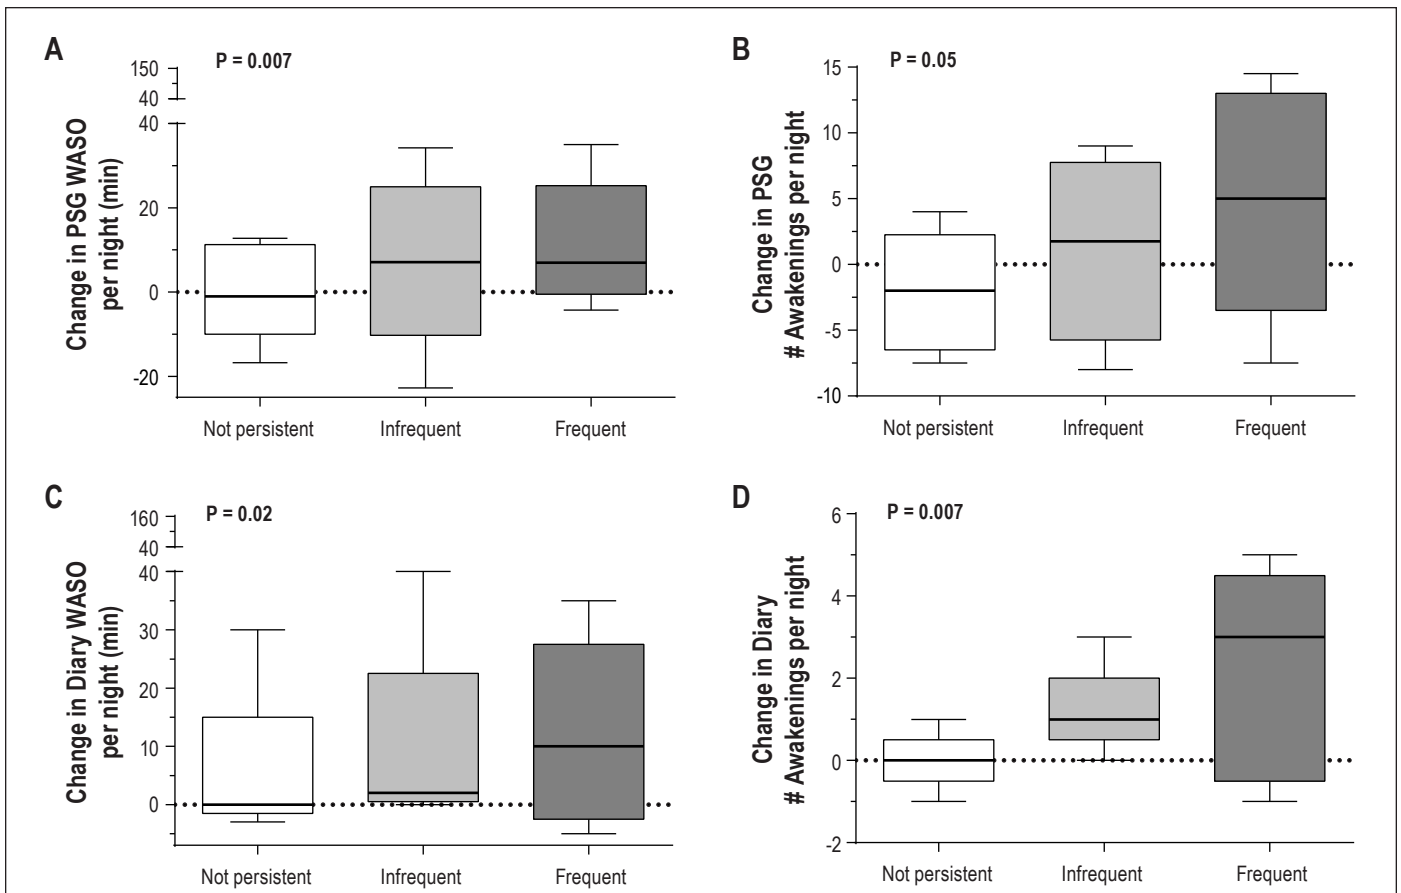 A
P = 0.007
Change in PSG WASO
per night (min)
150
40
40
20
0
-20
Not persistent
Infrequent
Frequent
B
P = 0.05
Change in PSG
# Awakenings per night
15
10
5
0
-5
-10
Not persistent
Infrequent
Frequent
C
P = 0.02
Change in Diary WASO
per night (min)
160
40
40
30
20
10
0
Not persistent
Infrequent
Frequent
D
P = 0.007
Change in Diary
# Awakenings per night
6
4
2
0
-2
Not persistent
Infrequent
Frequent